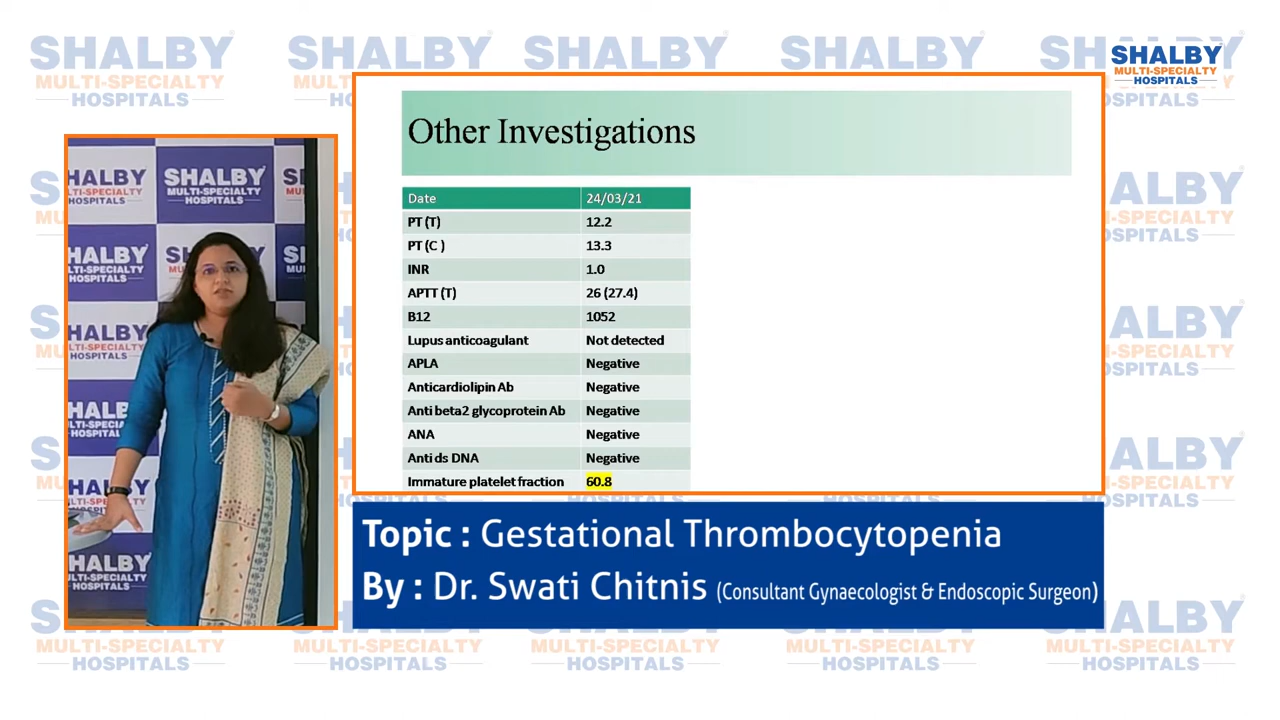 SHALBY
MULTI-SPECIALTY
HOSPITALS
Other Investigations
Date 24/03/21
PT (T) 12.2
PT (C ) 13.3
INR 1.0
APTT (T) 26 (27.4)
B12 1052
Lupus anticoagulant Not detected
APLA Negative
Anticardiolipin Ab Negative
Anti beta2 glycoprotein Ab Negative
ANA Negative
Anti ds DNA Negative
Immature platelet fraction 60.8
Topic : Gestational Thrombocytopenia
By : Dr. Swati Chitnis (Consultant Gynaecologist & Endoscopic Surgeon)